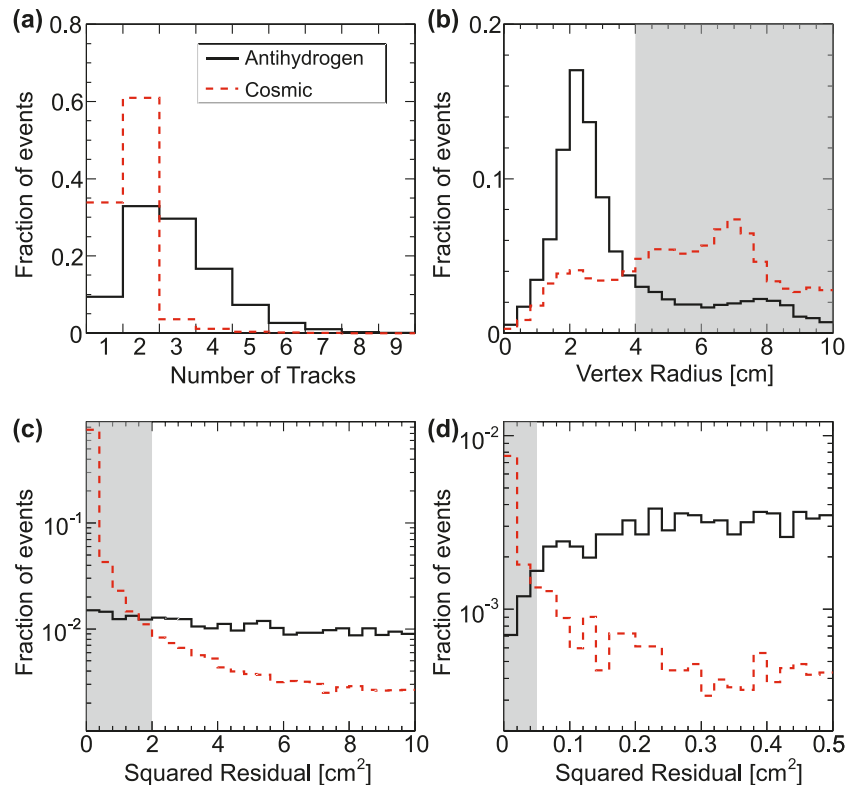 (a)
0.8
0.6
0.4
0.2
0
Fraction of events
Antihydrogen
Cosmic
1 2 3 4 5 6 7 8 9
Number of Tracks
(b)
0.2
0.1
0
Fraction of events
0 2 4 6 8 10
Vertex Radius [cm]
(c)
10-1
10-2
Fraction of events
0 2 4 6 8 10
Squared Residual [cm2]
(d)
10-2
10-3
Fraction of events
0 0.1 0.2 0.3 0.4 0.5
Squared Residual [cm2]